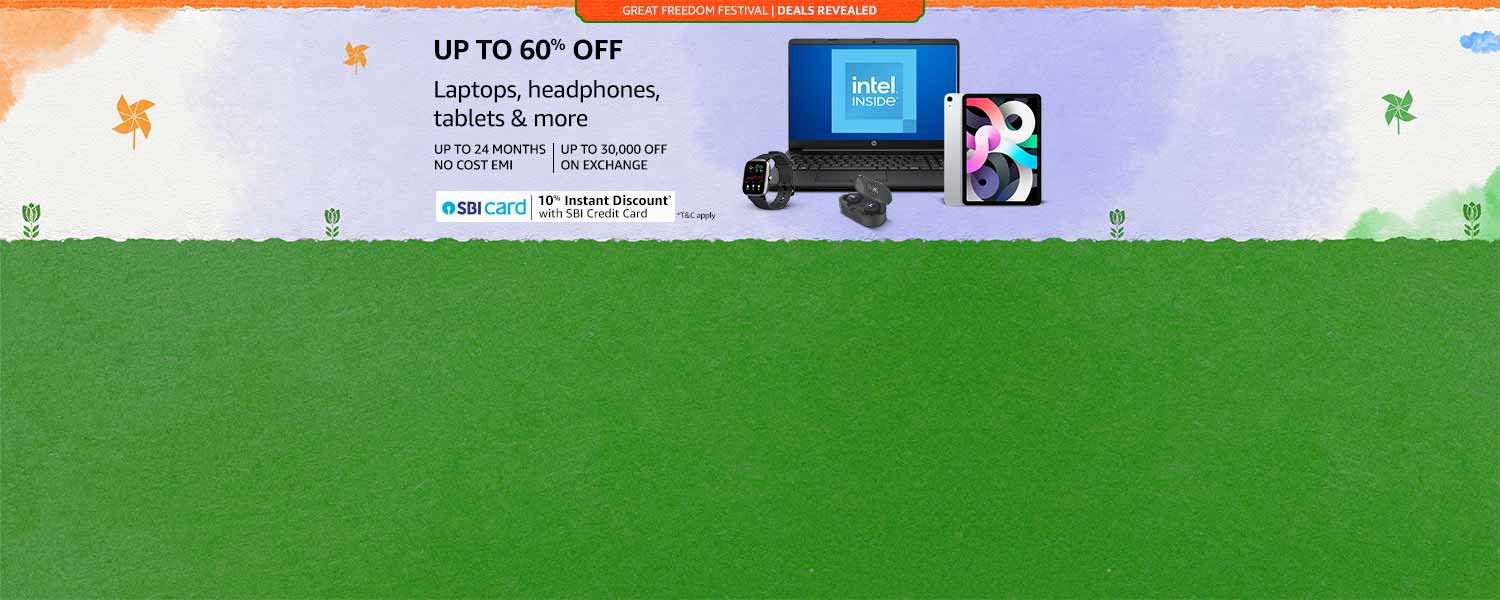 GREAT FREEDOM FESTIVAL | DEALS REVEALED
UP TO 60% OFF
Laptops, headphones,
tablets & more
UP TO 24 MONTHS
NO COST EMI
UP TO 30,000 OFF
ON EXCHANGE
SBI card
10% Instant Discount*
with SBI Credit Card
*T&C apply
intel
INSIDE
hp